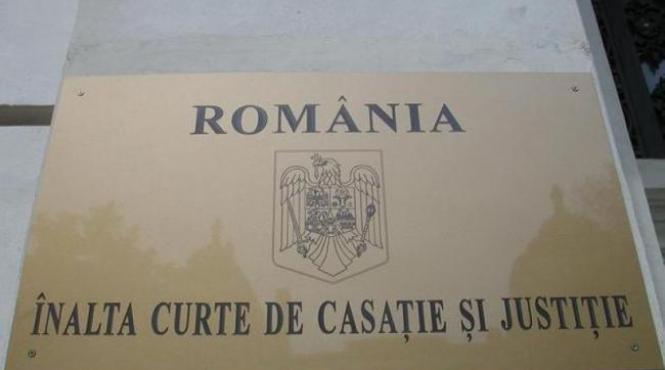 ROMÂNIA
ÎNALTA CURTE DE CASAȚIE ȘI JUSTIȚIE